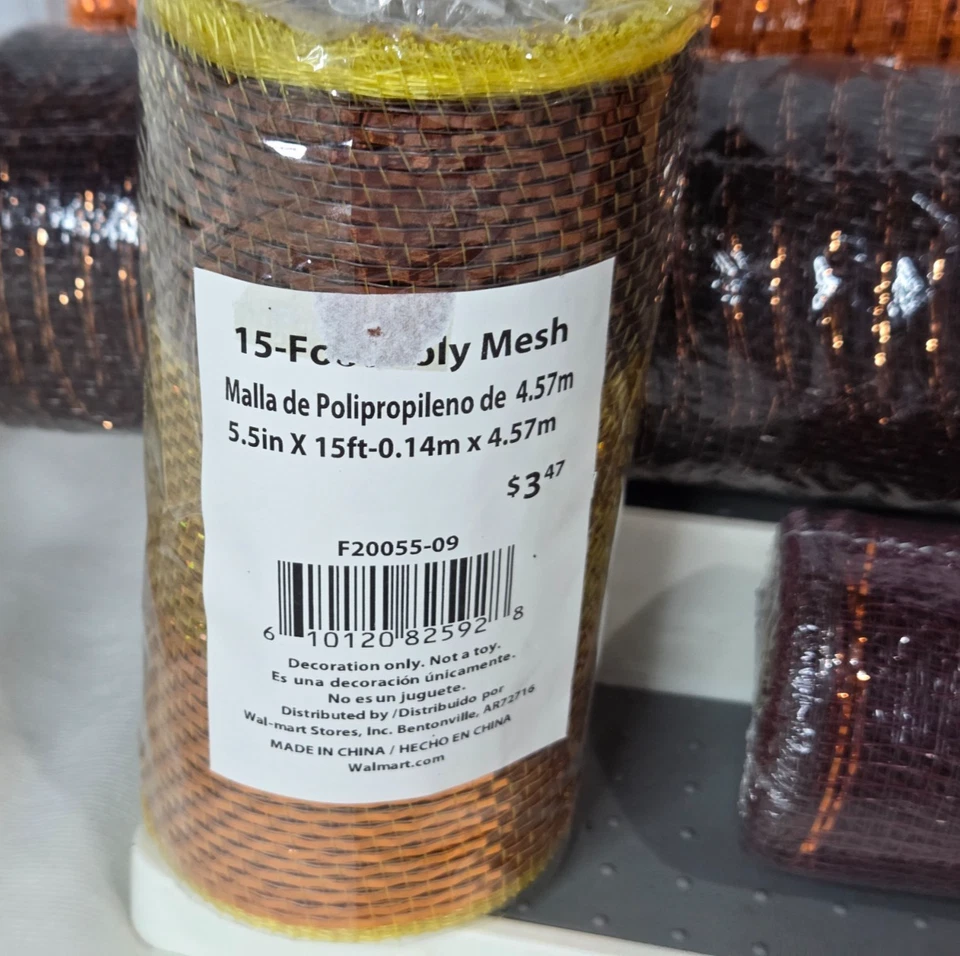 15-Fo ly Mesh
Malla de Polipropileno de 4.57m
5.5in X 15ft-0.14m x 4.57m
$3.47
F20055-09
6 10120 82592 8
Decoration only. Not a toy.
Es una decoración únicamente.
No es un juguete.
Distributed by /Distribuido por
Wal-mart Stores, Inc. Bentonville, AR72716
MADE IN CHINA / HECHO EN CHINA
Walmart.com